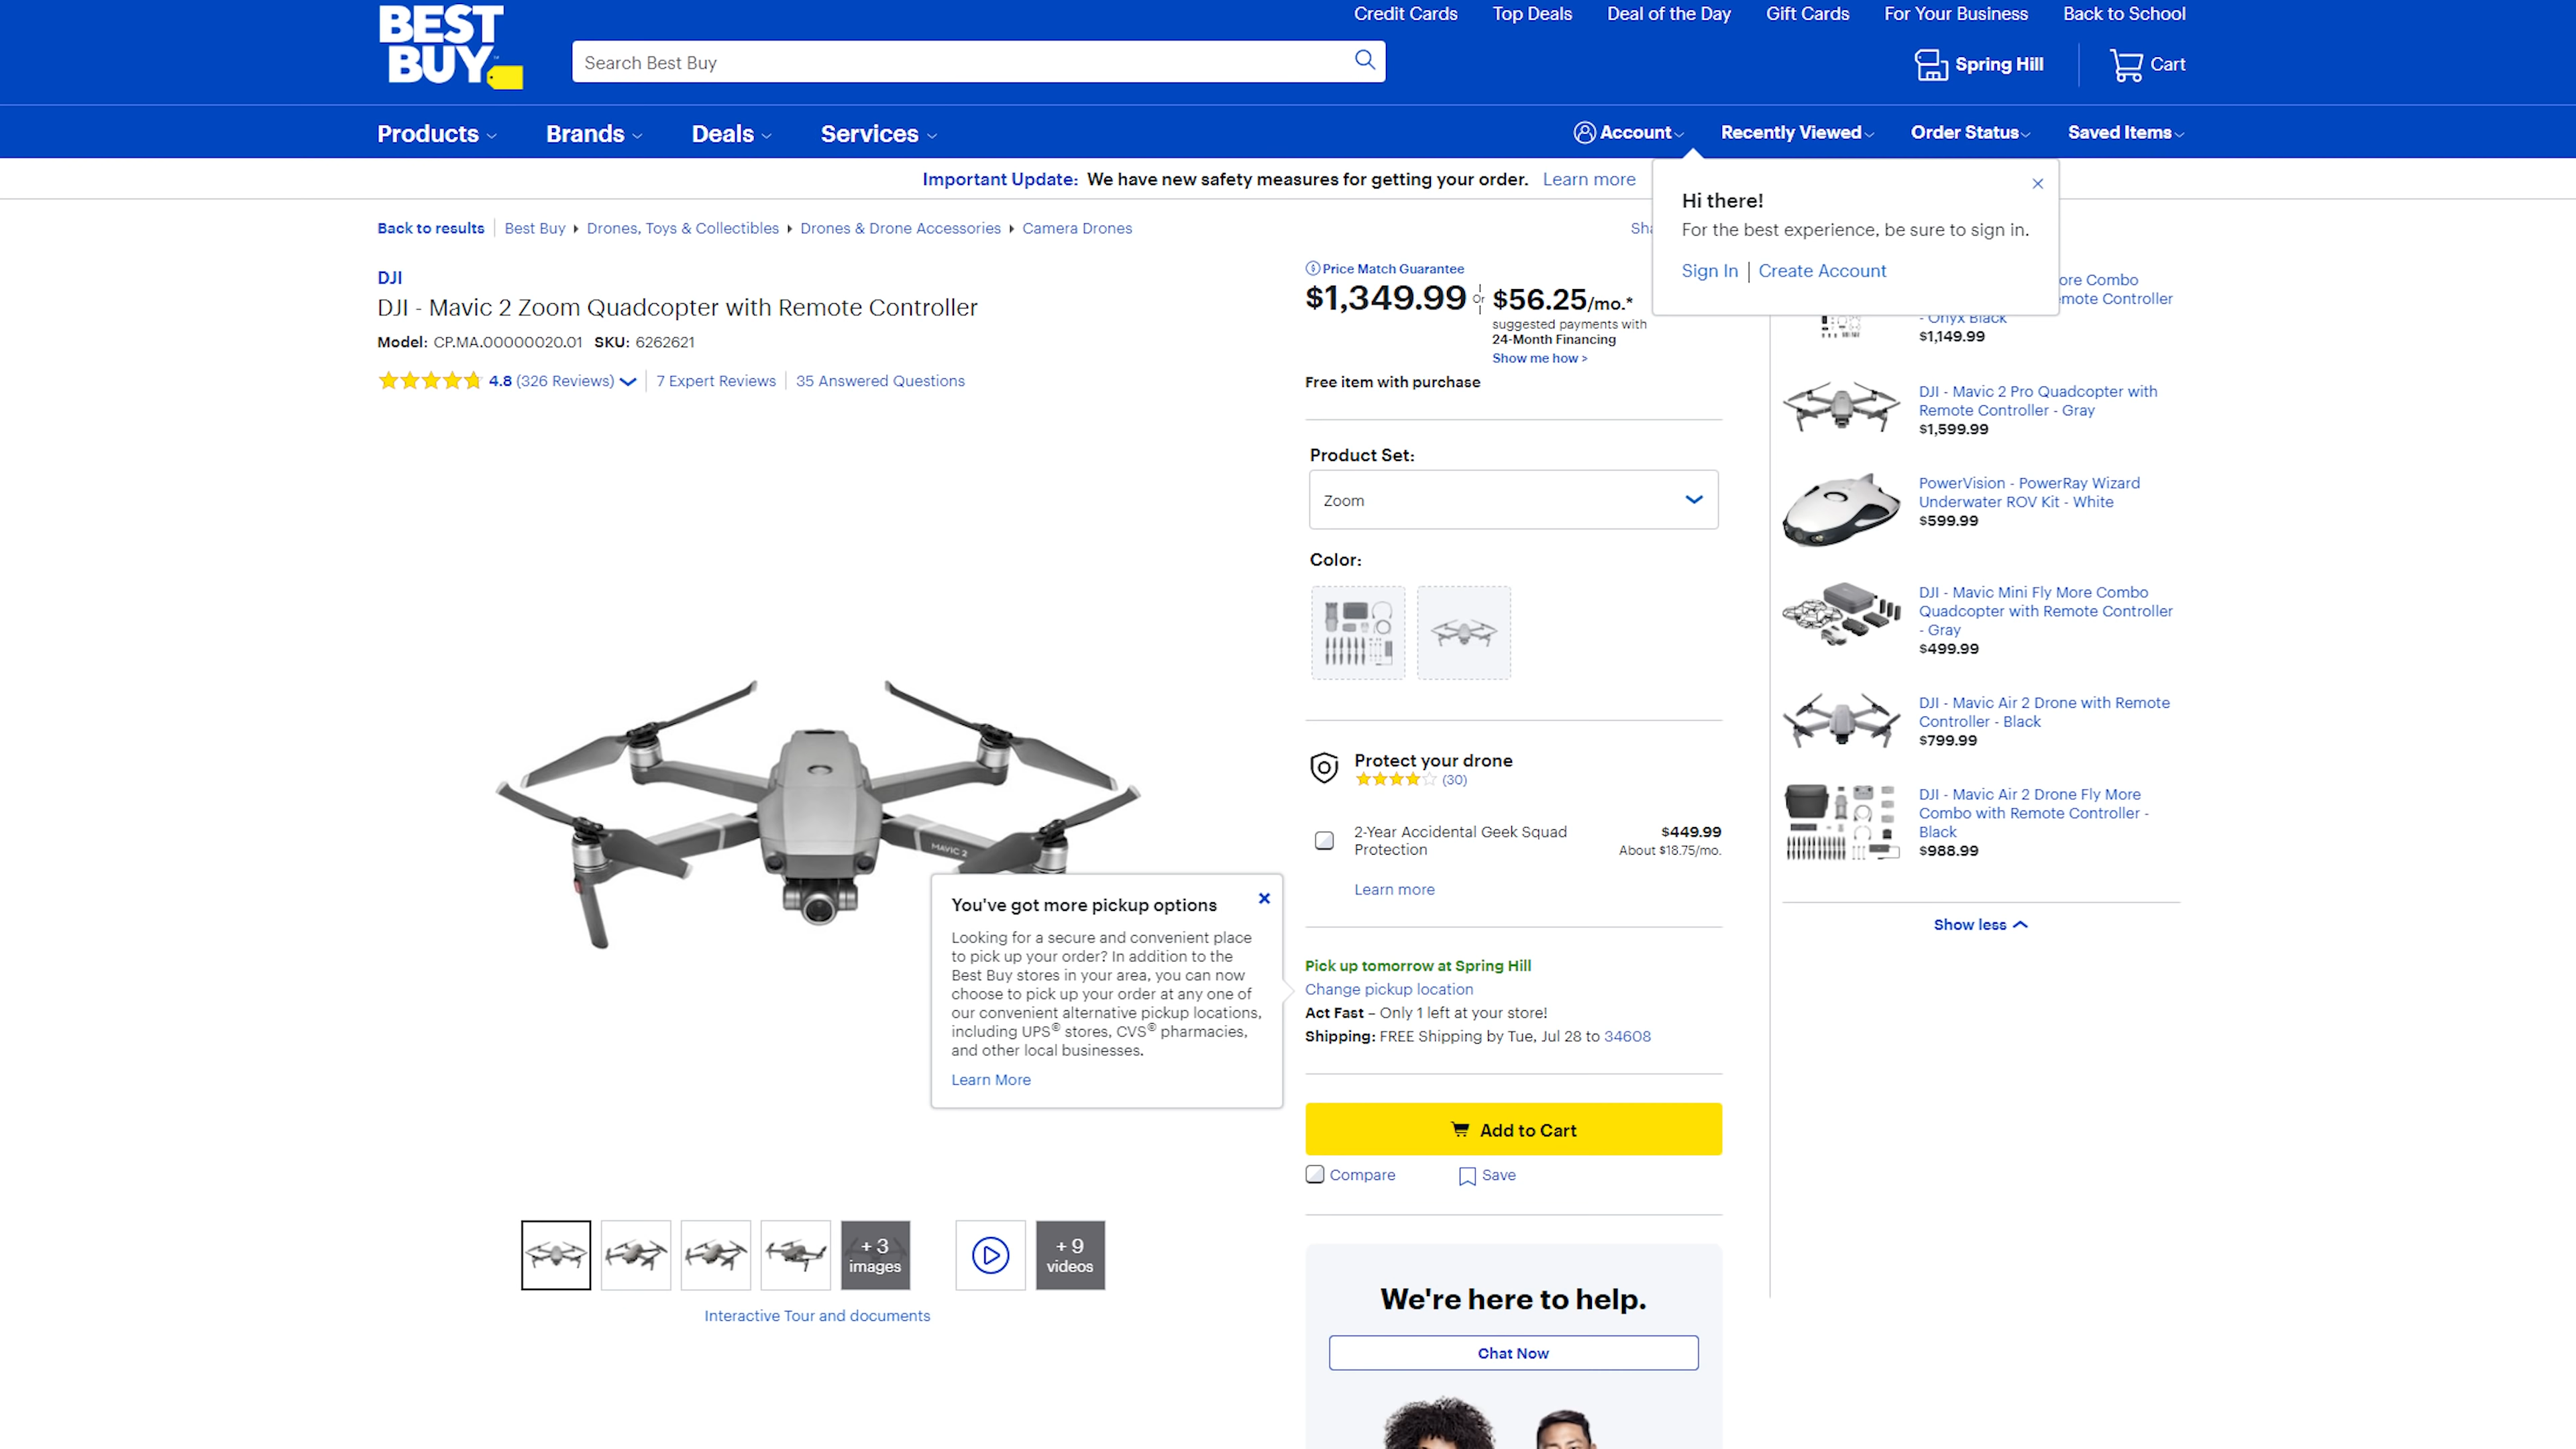 BEST
BUY
Search Best Buy
Credit Cards
Top Deals
Deal of the Day
Gift Cards
For Your Business
Back to School
Spring Hill
Cart
Products
Brands
Deals
Services
Account
Recently Viewed
Order Status
Saved Items
Important Update: We have new safety measures for getting your order. Learn more
Hi there!
For the best experience, be sure to sign in.
Sign In
Create Account
Back to results
Best Buy
Drones, Toys & Collectibles
Drones & Drone Accessories
Camera Drones
DJI
DJI - Mavic 2 Zoom Quadcopter with Remote Controller
Model: CP.MA.00000020.01 SKU: 6262621
4.8 (326 Reviews)
7 Expert Reviews
35 Answered Questions
MAVIC 2
You've got more pickup options
Looking for a secure and convenient place
to pick up your order? In addition to the
Best Buy stores in your area, you can now
choose to pick up your order at any one of
our convenient alternative pickup locations,
including UPS® stores, CVS® pharmacies,
and other local businesses.
Learn More
+ 3
images
+ 9
videos
Interactive Tour and documents
Price Match Guarantee
$1,349.99
Or
$56.25/mo.*
suggested payments with
24-Month Financing
Show me how >
Free item with purchase
Product Set:
Zoom
Color:
Protect your drone
(30)
2-Year Accidental Geek Squad
Protection
$449.99
About $18.75/mo.
Learn more
Pick up tomorrow at Spring Hill
Change pickup location
Act Fast – Only 1 left at your store!
Shipping: FREE Shipping by Tue, Jul 28 to 34608
Add to Cart
Compare
Save
We're here to help.
Chat Now
ore Combo
mote Controller
- Onyx Black
$1,149.99
DJI - Mavic 2 Pro Quadcopter with
Remote Controller - Gray
$1,599.99
PowerVision - PowerRay Wizard
Underwater ROV Kit - White
$599.99
DJI - Mavic Mini Fly More Combo
Quadcopter with Remote Controller
- Gray
$499.99
DJI - Mavic Air 2 Drone with Remote
Controller - Black
$799.99
DJI - Mavic Air 2 Drone Fly More
Combo with Remote Controller -
Black
$988.99
Show less